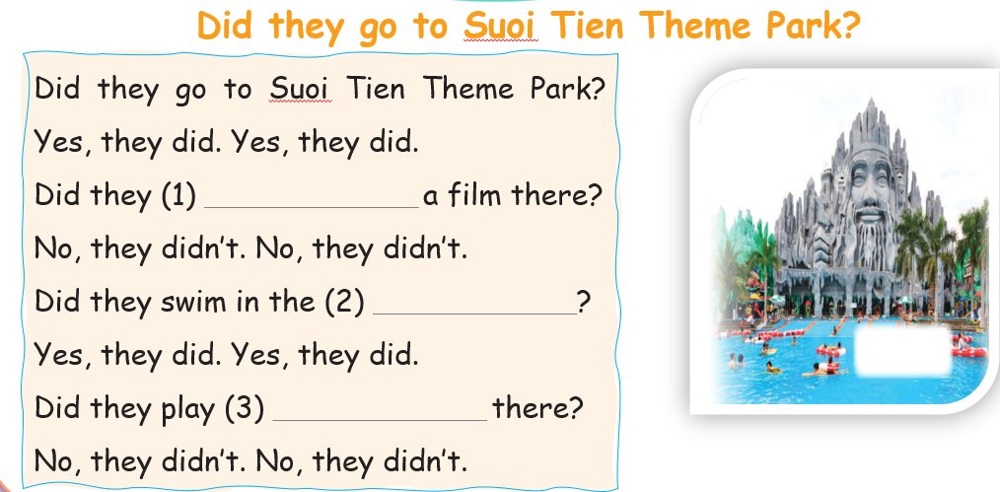 Did they go to Suoi Tien Theme Park?
Did they go to Suoi Tien Theme Park?
Yes, they did. Yes, they did.
Did they (1) ______________ a film there?
No, they didn't. No, they didn't.
Did they swim in the (2) ______________?
Yes, they did. Yes, they did.
Did they play (3) ______________ there?
No, they didn't. No, they didn't.